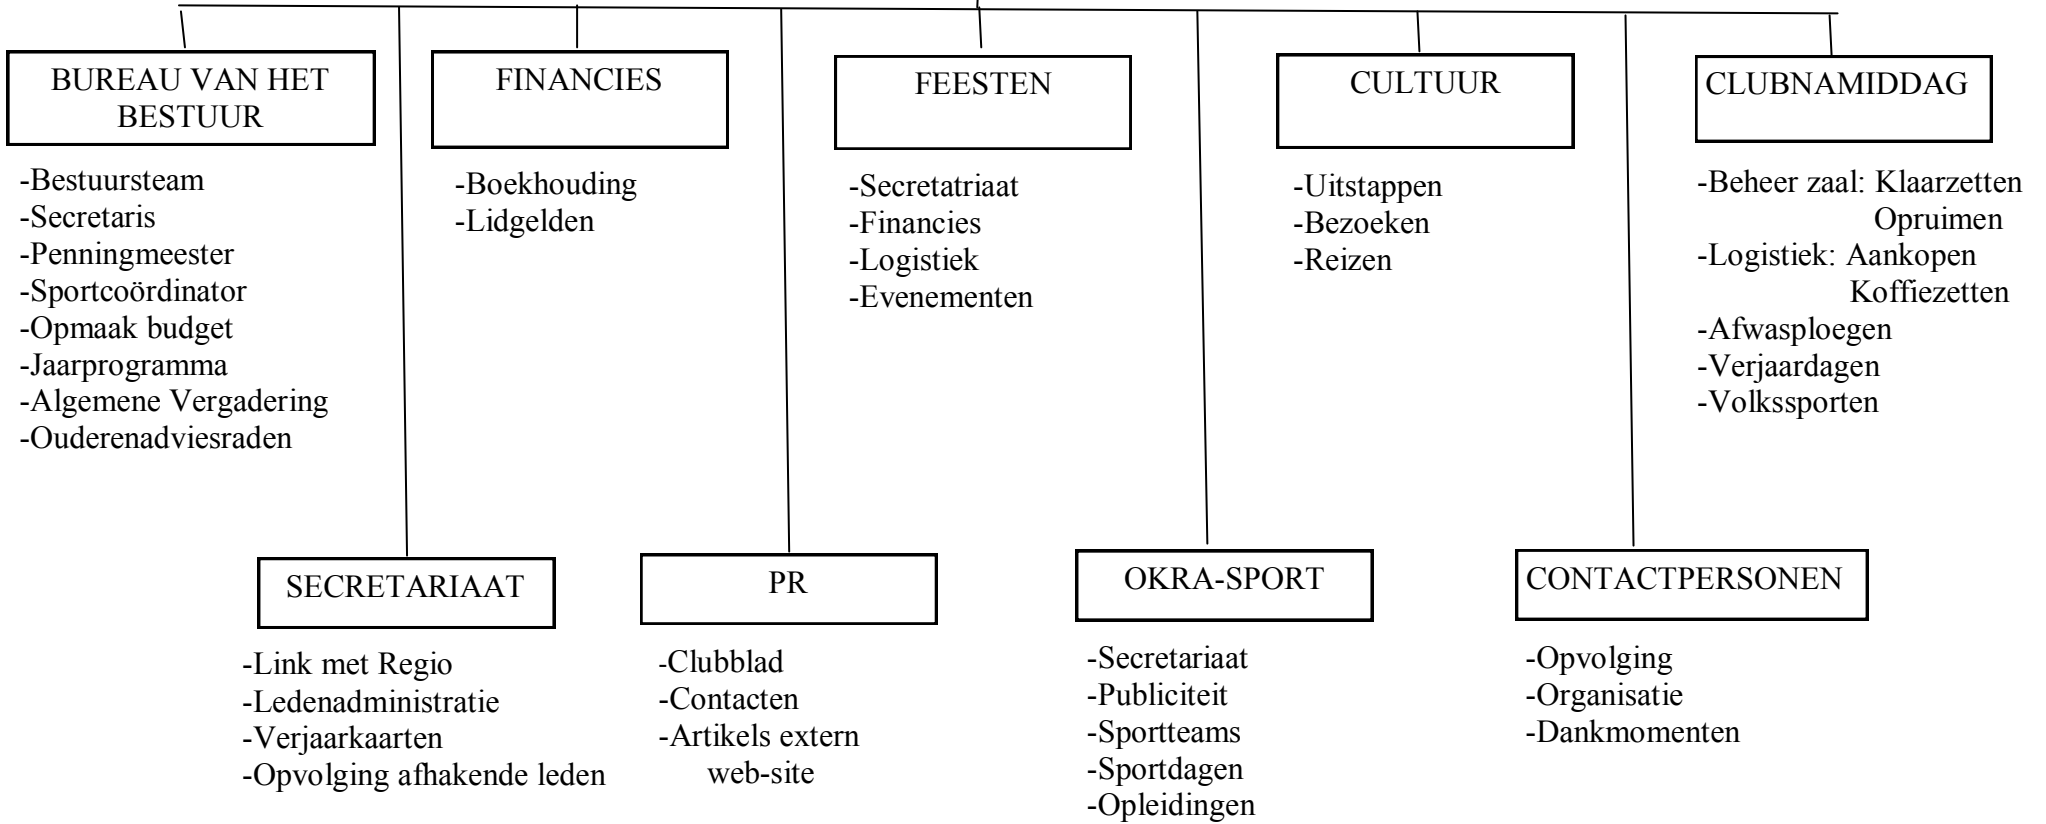 BUREAU VAN HET
BESTUUR
-Bestuursteam
-Secretaris
-Penningmeester
-Sportcoördinator
-Opmaak budget
-Jaarprogramma
-Algemene Vergadering
-Ouderenadviesraden
FINANCIES
-Boekhouding
-Lidgelden
FEESTEN
-Secretatriaat
-Financies
-Logistiek
-Evenementen
CULTUUR
-Uitstappen
-Bezoeken
-Reizen
CLUBNAMIDDAG
-Beheer zaal: Klaarzetten
Opruimen
-Logistiek: Aankopen
Koffiezetten
-Afwasploegen
-Verjaardagen
-Volkssporten
SECRETARIAAT
-Link met Regio
-Ledenadministratie
-Verjaarkaarten
-Opvolging afhakende leden
PR
-Clubblad
-Contacten
-Artikels extern
web-site
OKRA-SPORT
-Secretariaat
-Publiciteit
-Sportteams
-Sportdagen
-Opleidingen
CONTACTPERSONEN
-Opvolging
-Organisatie
-Dankmomenten